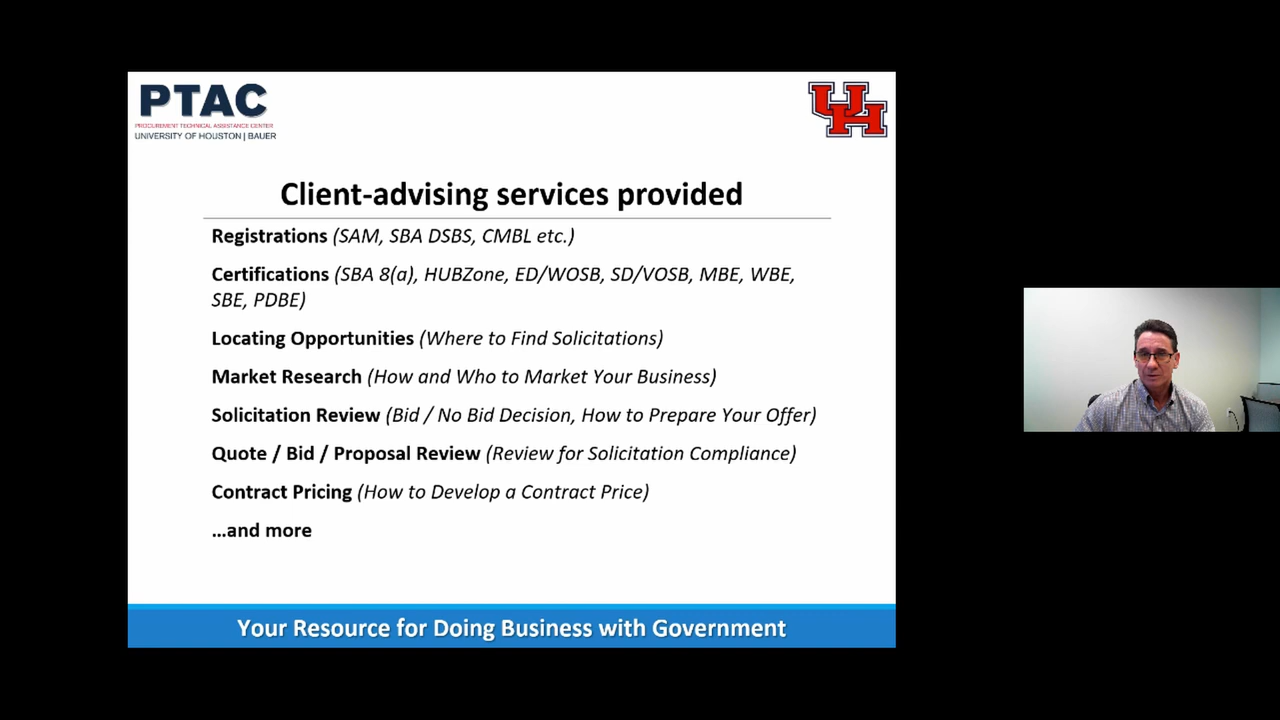 PTAC
PROCUREMENT TECHNICAL ASSISTANCE CENTER
UNIVERSITY OF HOUSTON | BAUER
UH
Client-advising services provided
Registrations (SAM, SBA DSBS, CMBL etc.)
Certifications (SBA 8(a), HUBZone, ED/WOSB, SD/VOSB, MBE, WBE,
SBE, PDBE)
Locating Opportunities (Where to Find Solicitations)
Market Research (How and Who to Market Your Business)
Solicitation Review (Bid / No Bid Decision, How to Prepare Your Offer)
Quote / Bid / Proposal Review (Review for Solicitation Compliance)
Contract Pricing (How to Develop a Contract Price)
…and more
Your Resource for Doing Business with Government